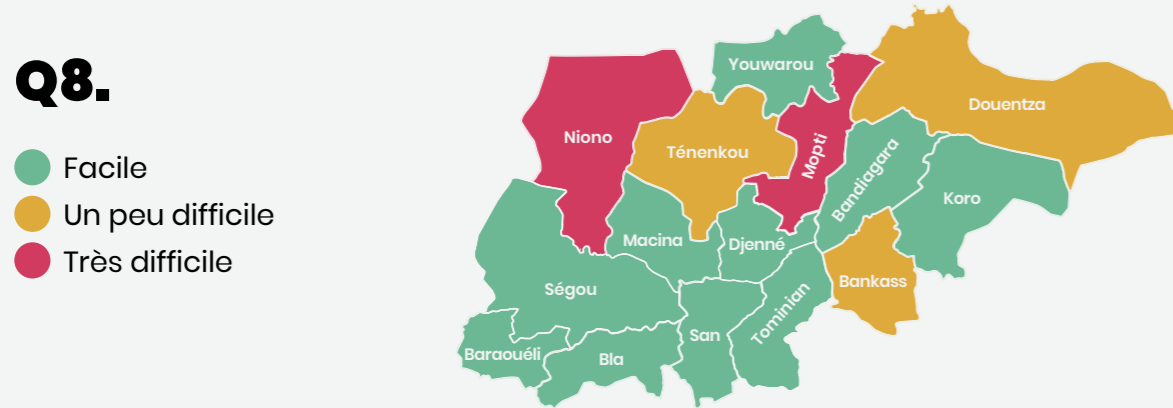 Q8.
Facile
Un peu difficile
Très difficile
Youwarou
Douentza
Niono
Ténenkou
Mopti
Bandiagara
Koro
Macina
Djenné
Bankass
Ségou
Tominian
San
Baraouéli
Bla